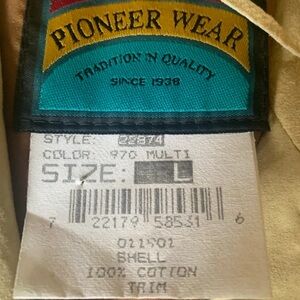 PIONEER WEAR
TRADITION IN QUALITY
SINCE 1938
STYLE: 22874
COLOR: 970 MULTI
SIZE: L
7 22179 58531 6
011901
SHELL
100% COTTON
TRIM